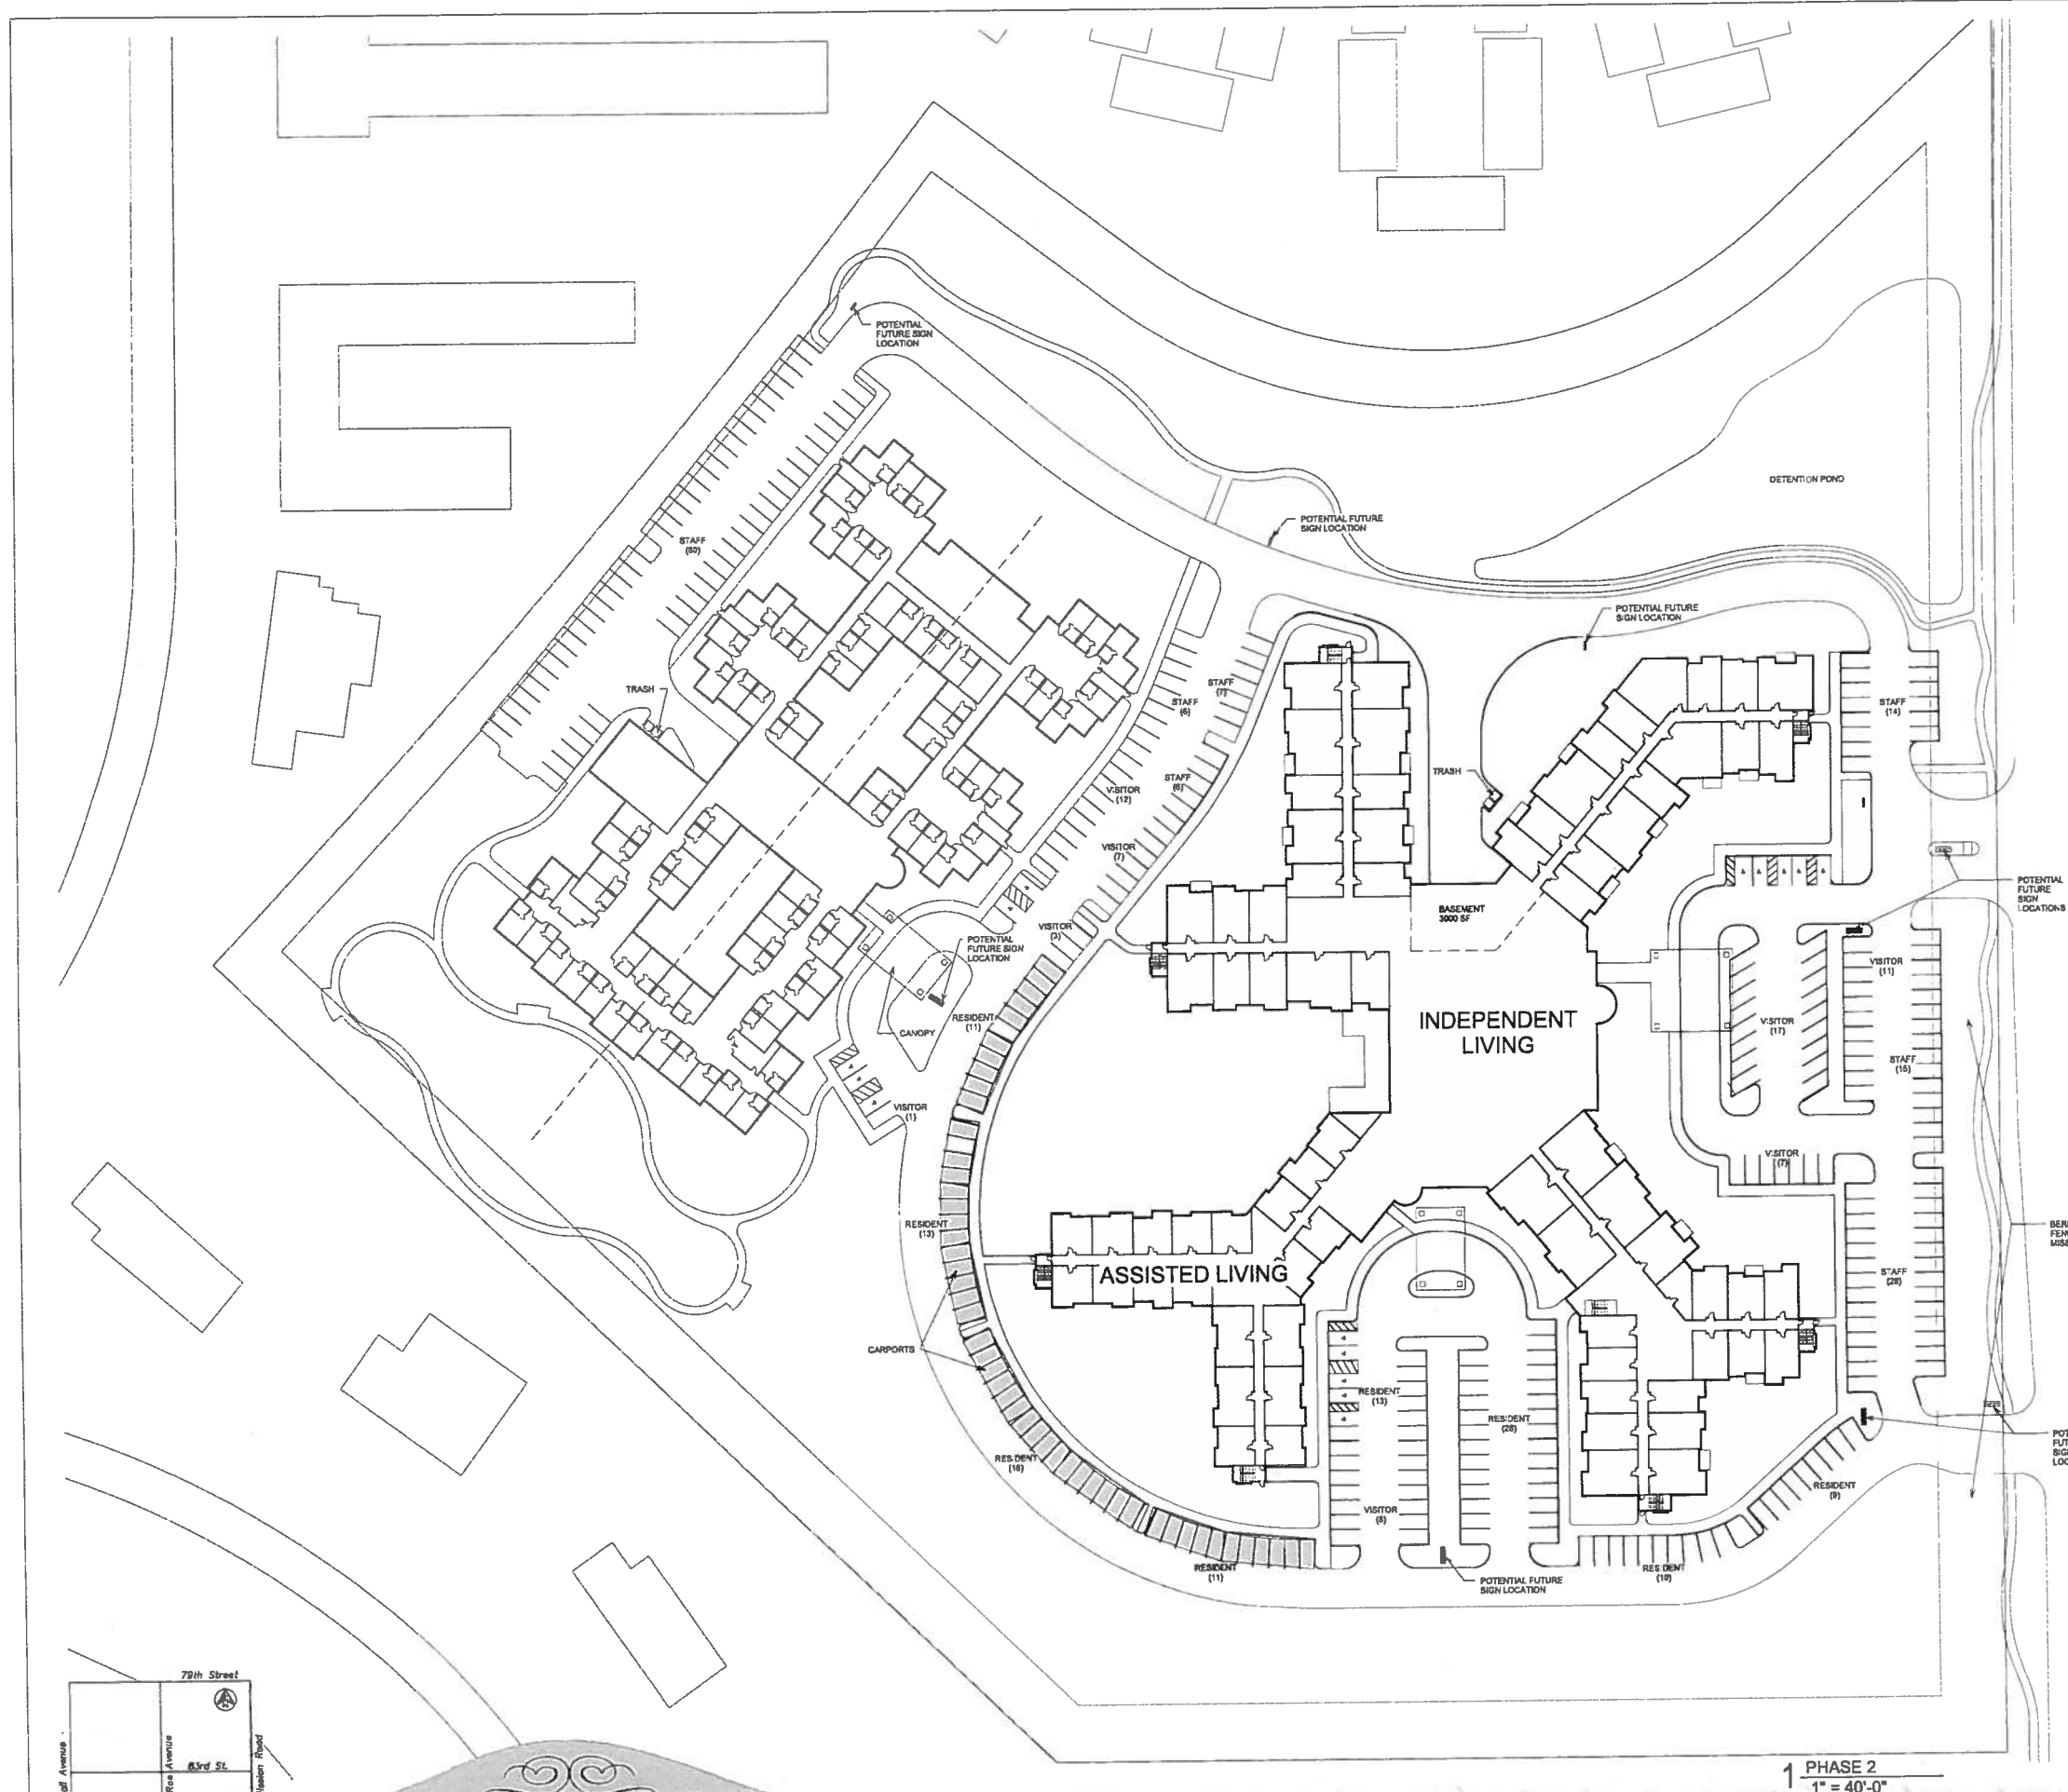 POTENTIAL
FUTURE SIGN
LOCATION
DETENTION POND
STAFF
POTENTIAL FUTURE
SIGN LOCATION
POTENTIAL FUTURE
SIGN LOCATION
TRASH
STAFF
(7)
STAFF
(6)
STAFF
(14)
TRASH
STAFF
(6)
VISITOR
(12)
VISITOR
(7)
POTENTIAL
FUTURE
SIGN
LOCATIONS
BASEMENT
3000 SF
VISITOR
(3)
POTENTIAL
FUTURE SIGN
LOCATION
VISITOR
(11)
RESIDENT
(11)
CANOPY
INDEPENDENT
LIVING
VISITOR
(17)
STAFF
(15)
VISITOR
(1)
VISITOR
(7)
RESIDENT
(13)
ASSISTED LIVING
STAFF
(28)
CARPORTS
RESIDENT
(13)
RESIDENT
RESIDENT
(16)
RESIDENT
(9)
VISITOR
(8)
RESIDENT
(11)
RESIDENT
(10)
POTENTIAL FUTURE
SIGN LOCATION
79th Street
83rd St.
Roe Avenue
1 PHASE 2
1" = 40'-0"